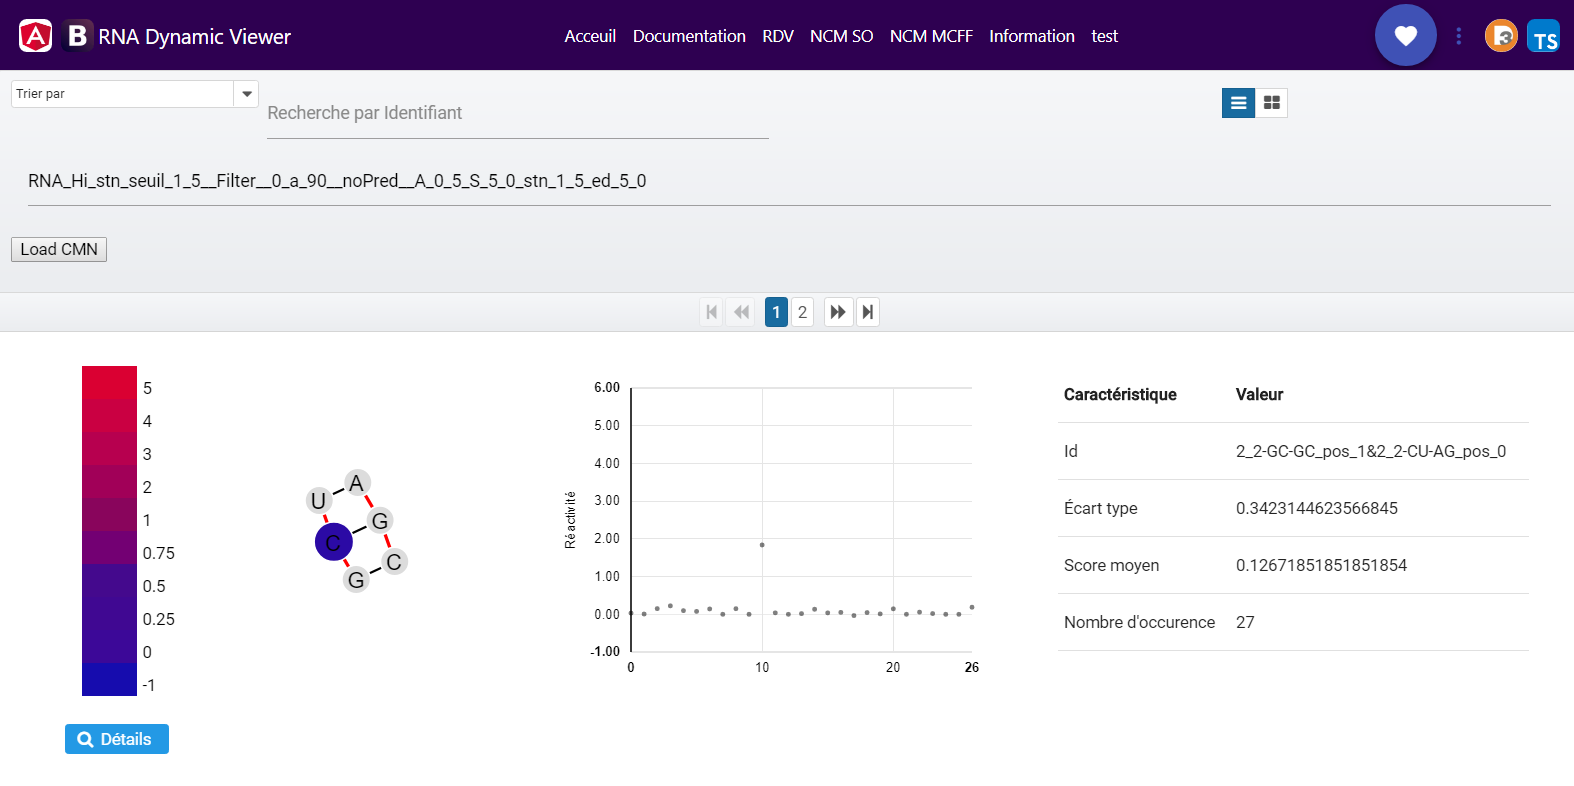 A B RNA Dynamic Viewer Acceuil Documentation RDV NCM SO NCM MCFF Information test D3 TS
Trier par
Recherche par Identifiant
RNA_Hi_stn_seuil_1_5__Filter__0_a_90__noPred__A_0_5_S_5_0_stn_1_5_ed_5_0
Load CMN
1 2
5
4
3
2
1
0.75
0.5
0.25
0
-1
U A
C G
G C
Réactivité
6.00
5.00
4.00
3.00
2.00
1.00
0.00
-1.00
0 10 20 26
Caractéristique Valeur
Id 2_2-GC-GC_pos_1&2_2-CU-AG_pos_0
Écart type 0.3423144623566845
Score moyen 0.12671851851851854
Nombre d'occurence 27
Détails